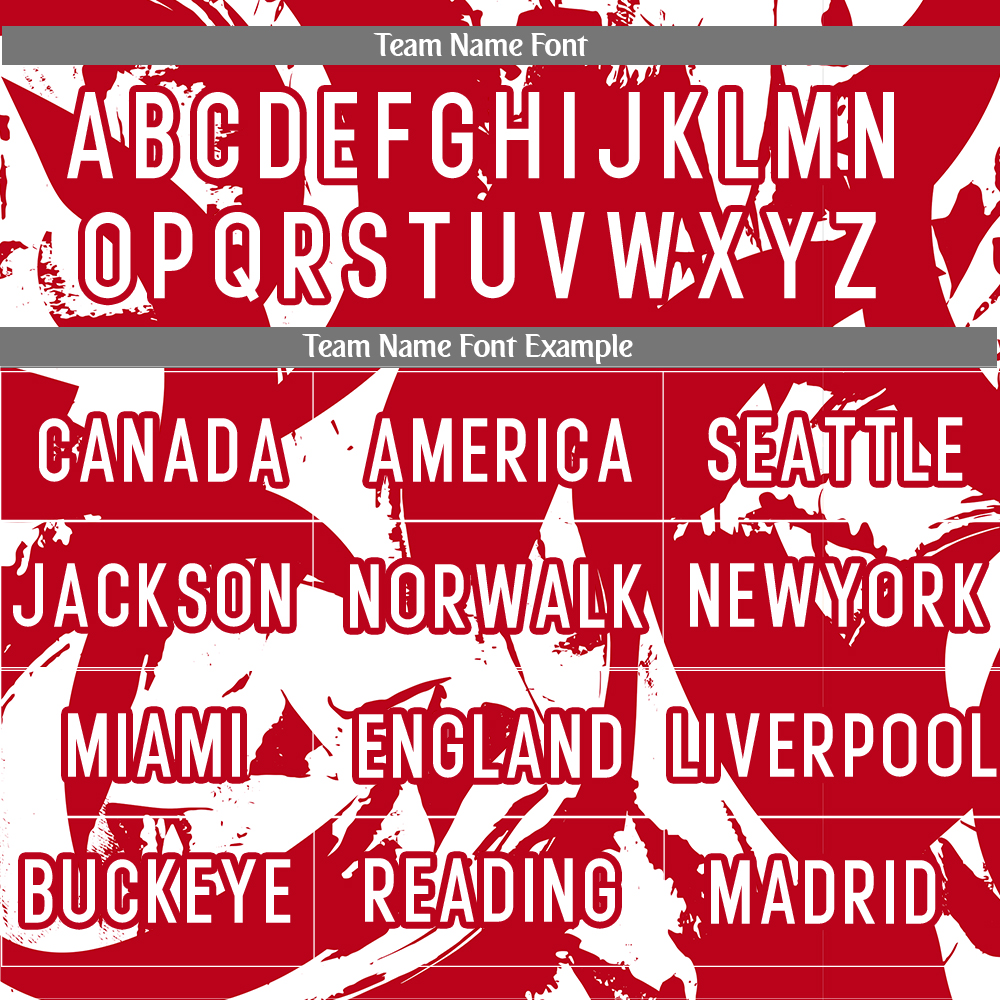 Team Name Font
ABCDEFGHIJKLMN
OPQRSTUVWXYZ
Team Name Font Example
CANADA AMERICA SEATTLE
JACKSON NORWALK NEWYORK
MIAMI ENGLAND LIVERPOOL
BUCKEYE READING MADRID